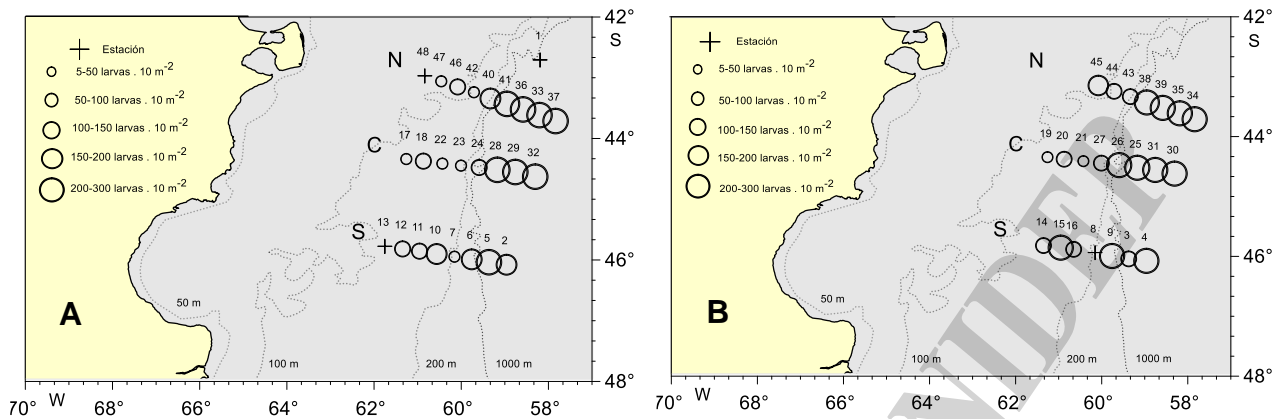 42°
S
44°
46°
48°
Estación
5-50 larvas . 10 m-2
50-100 larvas . 10 m-2
100-150 larvas . 10 m-2
150-200 larvas . 10 m-2
200-300 larvas . 10 m-2
N
48 47 46 42 40 41 36 33 37
1
C
17 18 22 23 24 28 29 32
S
13 12 11 10 7 6 5 2
A
50 m
100 m
200 m
1000 m
70° W 68° 66° 64° 62° 60° 58°
42°
S
44°
46°
48°
Estación
5-50 larvas . 10 m-2
50-100 larvas . 10 m-2
100-150 larvas . 10 m-2
150-200 larvas . 10 m-2
200-300 larvas . 10 m-2
N
45 44 43 38 39 35 34
C
19 20 21 27 26 25 31 30
S
14 15 16 8 9 3 4
B
50 m
100 m
200 m
1000 m
70° W 68° 66° 64° 62° 60° 58°
NIDEP